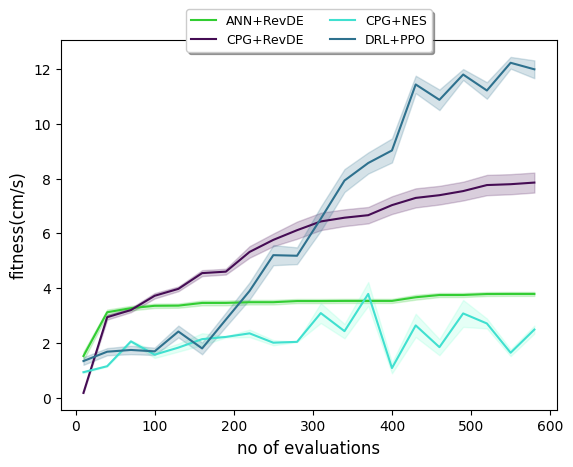 ANN+RevDE CPG+NES
CPG+RevDE DRL+PPO
12
10
8
6
4
2
0
fitness(cm/s)
0 100 200 300 400 500 600
no of evaluations